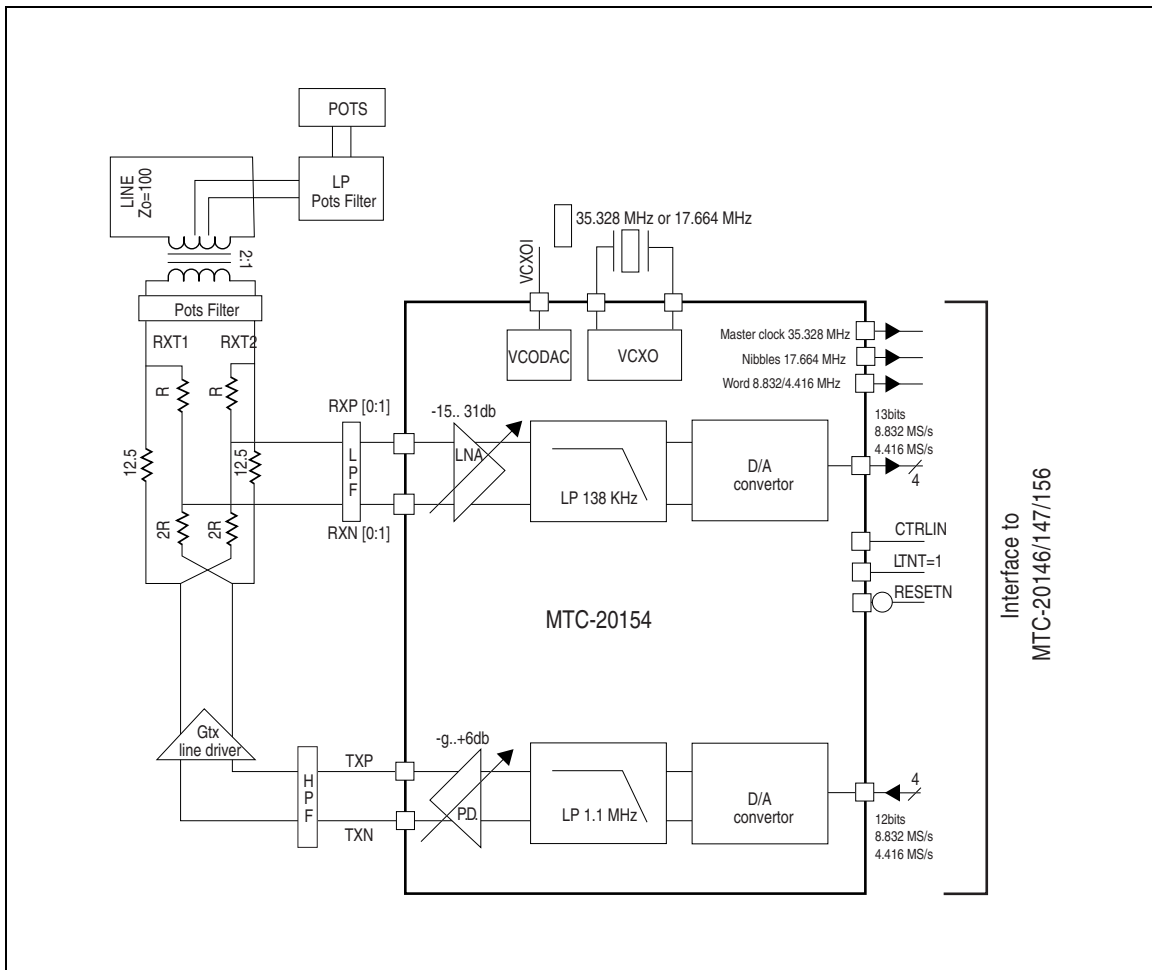 POTS
LP
Pots Filter
LINE
Zo=100
2:1
Pots Filter
RXT1
RXT2
R
R
12.5
12.5
2R
2R
Gtx
line driver
35.328 MHz or 17.664 MHz
VCXOI
VCODAC
VCXO
Master clock 35.328 MHz
Nibbles 17.664 MHz
Word 8.832/4.416 MHz
RXP [0:1]
LPF
RXN [0:1]
-15.. 31db
LNA
LP 138 KHz
D/A
convertor
13bits
8.832 MS/s
4.416 MS/s
4
CTRLIN
LTNT=1
RESETN
MTC-20154
Interface to
MTC-20146/147/156
HPF
TXP
TXN
-g..+6db
P.D.
LP 1.1 MHz
D/A
convertor
4
12bits
8.832 MS/s
4.416 MS/s